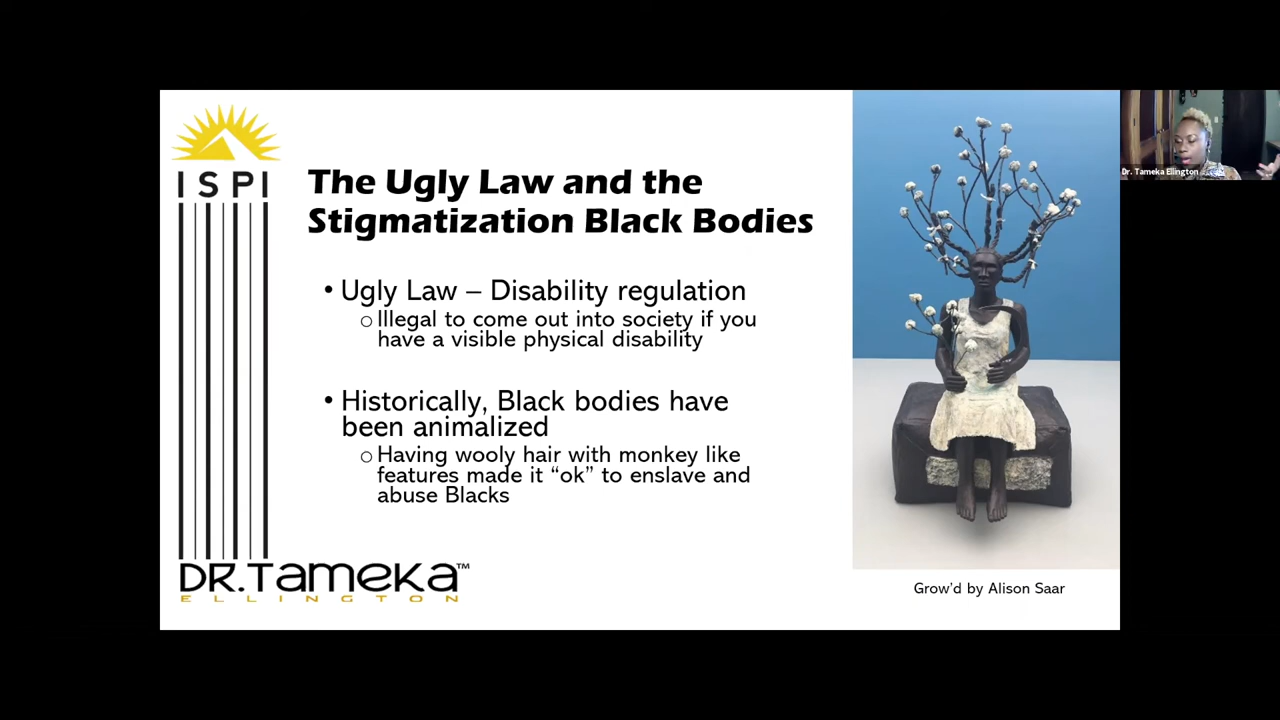 ISPI
The Ugly Law and the
Stigmatization Black Bodies
• Ugly Law – Disability regulation
○ Illegal to come out into society if you
have a visible physical disability
• Historically, Black bodies have
been animalized
○ Having wooly hair with monkey like
features made it “ok” to enslave and
abuse Blacks
DR.TAMEKA™
ELLINGTON
Grow’d by Alison Saar
Dr. Tameka Ellington